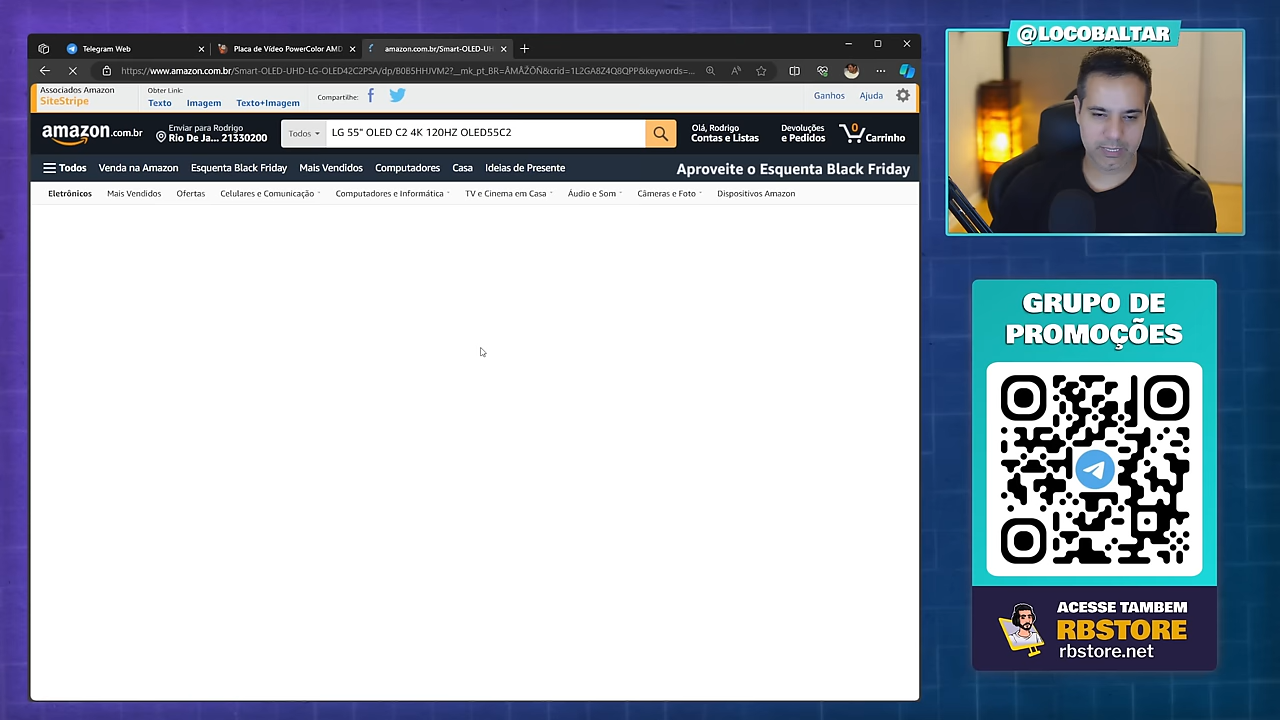 @LOCOBALTAR
Telegram Web
Placa de Vídeo PowerColor AMD
amazon.com.br/Smart-OLED-UH
https://www.amazon.com.br/Smart-OLED-UHD-LG-OLED42C2PSA/dp/B0B5HHJVM2?__mk_pt_BR=ÅMÅŽÕÑ&crid=1L2GA8Z4Q8QPP&keywords=...
Associados Amazon
SiteStripe
Obter Link:
Texto Imagem Texto+Imagem
Compartilhe:
Ganhos Ajuda
amazon.com.br
Enviar para Rodrigo
Rio De Ja... 21330200
Todos
LG 55" OLED C2 4K 120HZ OLED55C2
Olá, Rodrigo
Contas e Listas
Devoluções
e Pedidos
0
Carrinho
Todos Venda na Amazon Esquenta Black Friday Mais Vendidos Computadores Casa Ideias de Presente
Aproveite o Esquenta Black Friday
Eletrônicos Mais Vendidos Ofertas Celulares e Comunicação Computadores e Informática TV e Cinema em Casa Áudio e Som Câmeras e Foto Dispositivos Amazon
GRUPO DE
PROMOÇÕES
ACESSE TAMBEM
RBSTORE
rbstore.net